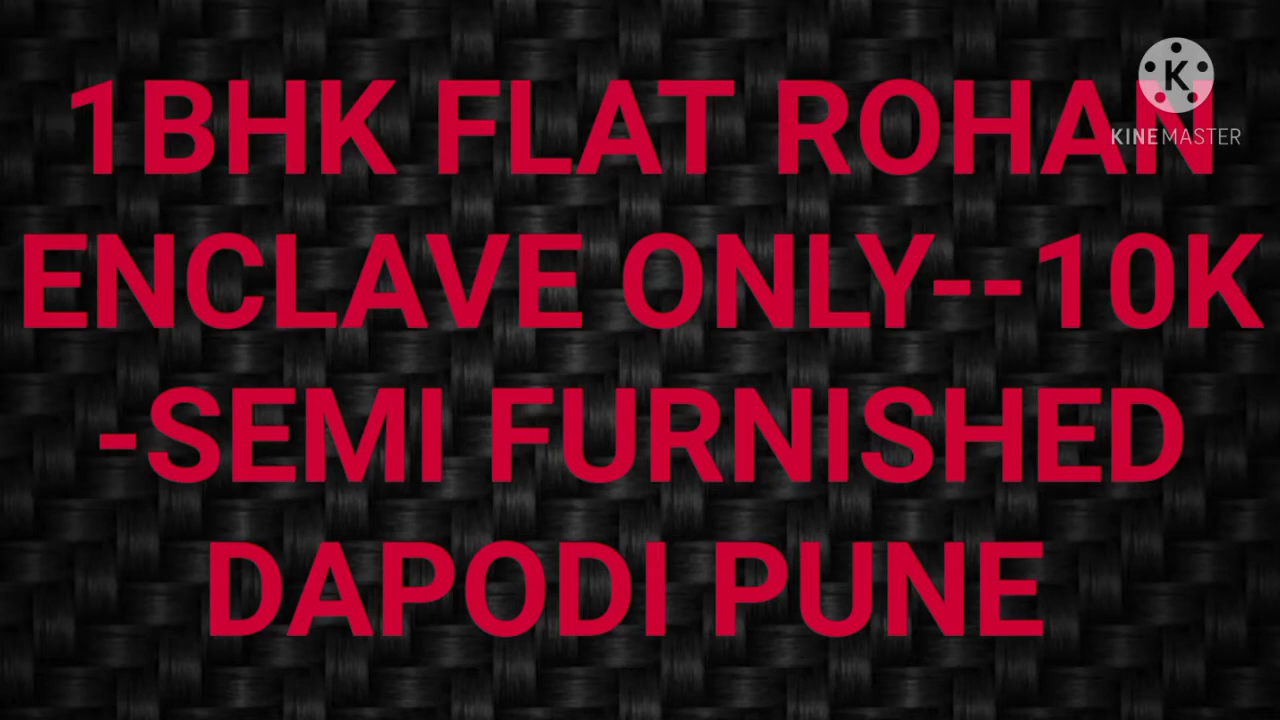 1BHK FLAT ROHAN
ENCLAVE ONLY--10K
-SEMI FURNISHED
DAPODI PUNE
K
KINEMASTER